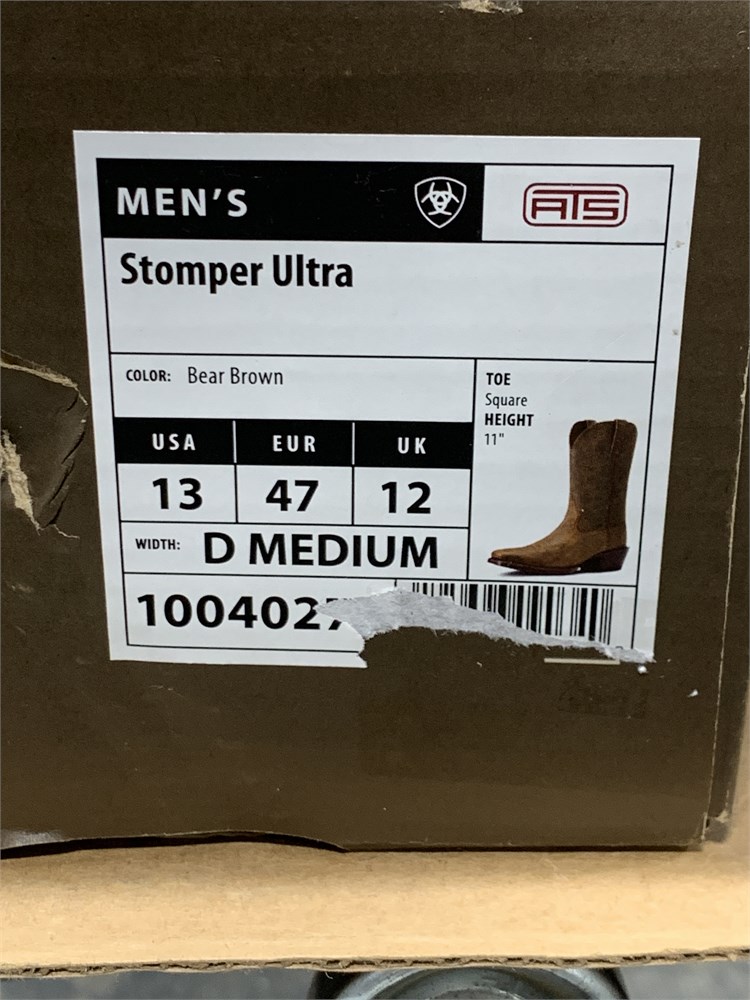 MEN'S
ATS
Stomper Ultra
COLOR: Bear Brown
TOE
Square
HEIGHT
11"
USA EUR UK
13 47 12
WIDTH: D MEDIUM